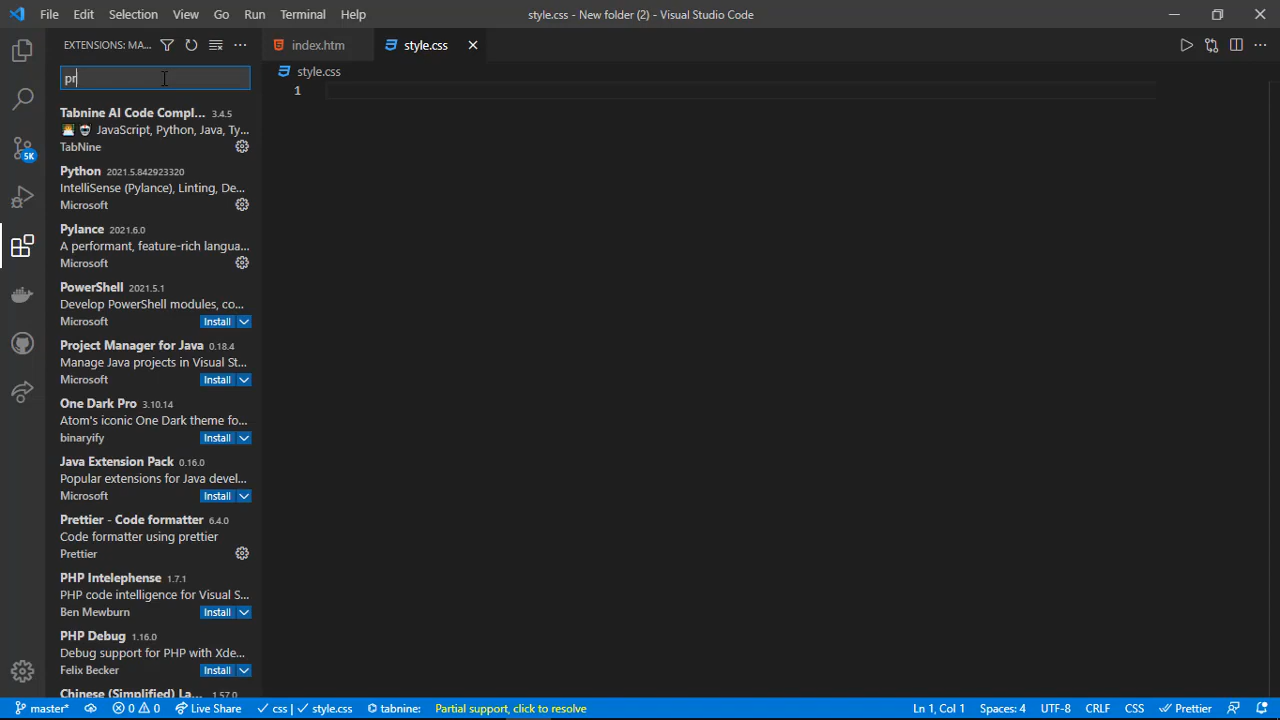 File Edit Selection View Go Run Terminal Help
style.css - New folder (2) - Visual Studio Code
EXTENSIONS: MA...
index.htm
style.css
pr
style.css
1
Tabnine AI Code Compl... 3.4.5
JavaScript, Python, Java, Ty...
TabNine
Python 2021.5.842923320
IntelliSense (Pylance), Linting, De...
Microsoft
5K
Pylance 2021.6.0
A performant, feature-rich langua...
Microsoft
PowerShell 2021.5.1
Develop PowerShell modules, co...
Microsoft Install
Project Manager for Java 0.18.4
Manage Java projects in Visual St...
Microsoft Install
One Dark Pro 3.10.14
Atom's iconic One Dark theme fo...
binaryify Install
Java Extension Pack 0.16.0
Popular extensions for Java devel...
Microsoft Install
Prettier - Code formatter 6.4.0
Code formatter using prettier
Prettier
PHP Intelephense 1.7.1
PHP code intelligence for Visual S...
Ben Mewburn Install
PHP Debug 1.16.0
Debug support for PHP with Xde...
Felix Becker Install
Chinese (Simplified) La... 1.57.0
master* 0 0 Live Share css | style.css tabnine: Partial support, click to resolve Ln 1, Col 1 Spaces: 4 UTF-8 CRLF CSS Prettier